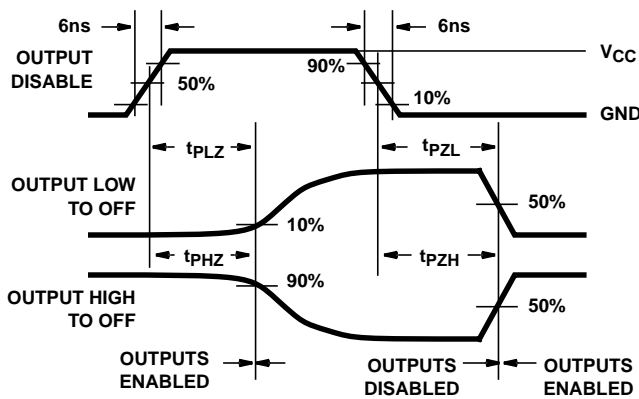 6ns
6ns
OUTPUT
DISABLE
50%
90%
10%
VCC
GND
tPLZ
tPZL
OUTPUT LOW
TO OFF
10%
50%
tPHZ
tPZH
OUTPUT HIGH
TO OFF
90%
50%
OUTPUTS
ENABLED
OUTPUTS
DISABLED
OUTPUTS
ENABLED